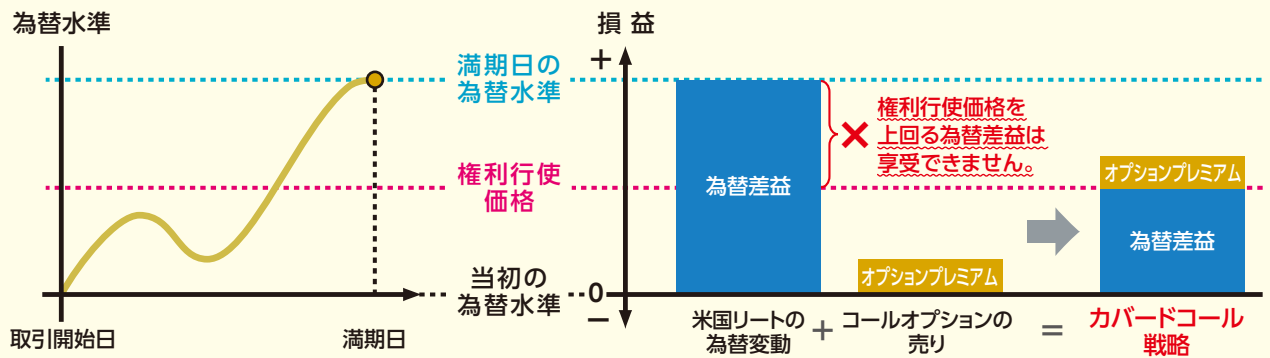 為替水準
満期日の
為替水準
権利行使
価格
当初の
為替水準
取引開始日
満期日
損 益
+
0
−
為替差益
×
権利行使価格を
上回る為替差益は
享受できません。
オプションプレミアム
オプションプレミアム
為替差益
米国リートの
為替変動
+
コールオプションの
売り
=
カバードコール
戦略